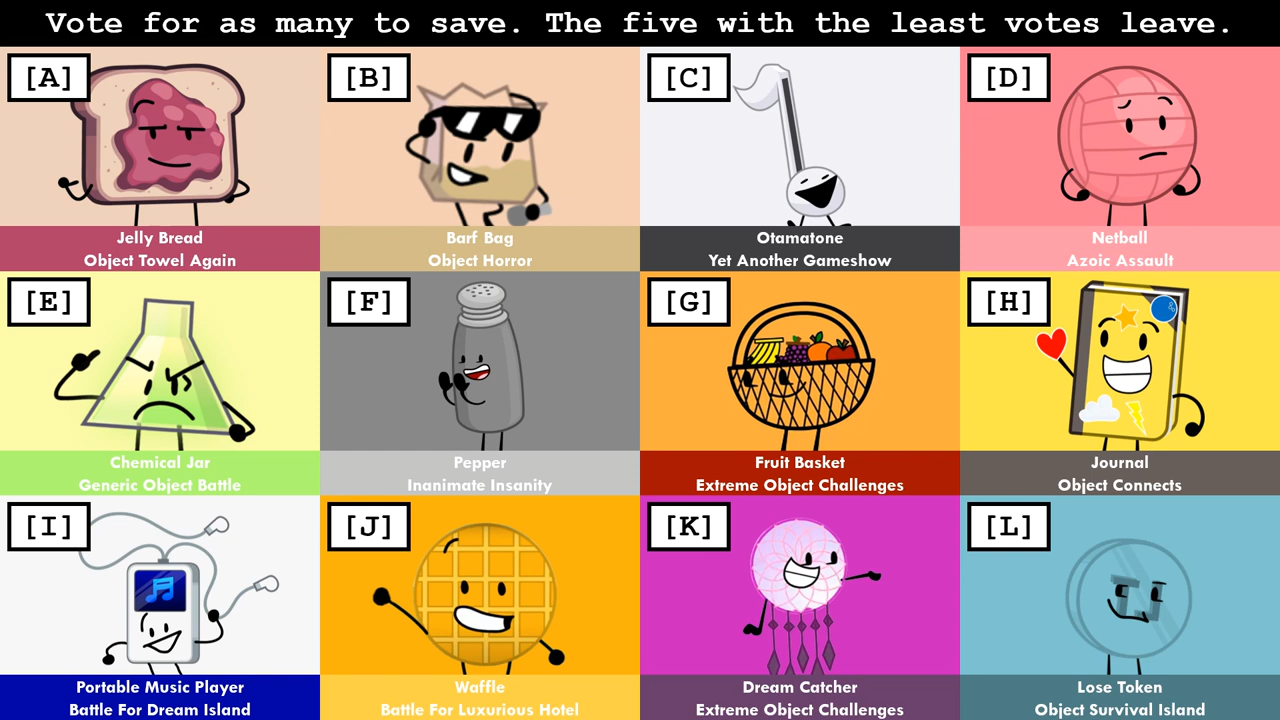 Vote for as many to save. The five with the least votes leave.
[A]
[B]
[C]
[D]
Jelly Bread
Object Towel Again
Barf Bag
Object Horror
Otamatone
Yet Another Gameshow
Netball
Azoic Assault
[E]
[F]
[G]
[H]
Chemical Jar
Generic Object Battle
Pepper
Inanimate Insanity
Fruit Basket
Extreme Object Challenges
Journal
Object Connects
[I]
[J]
[K]
[L]
Portable Music Player
Battle For Dream Island
Waffle
Battle For Luxurious Hotel
Dream Catcher
Extreme Object Challenges
Lose Token
Object Survival Island